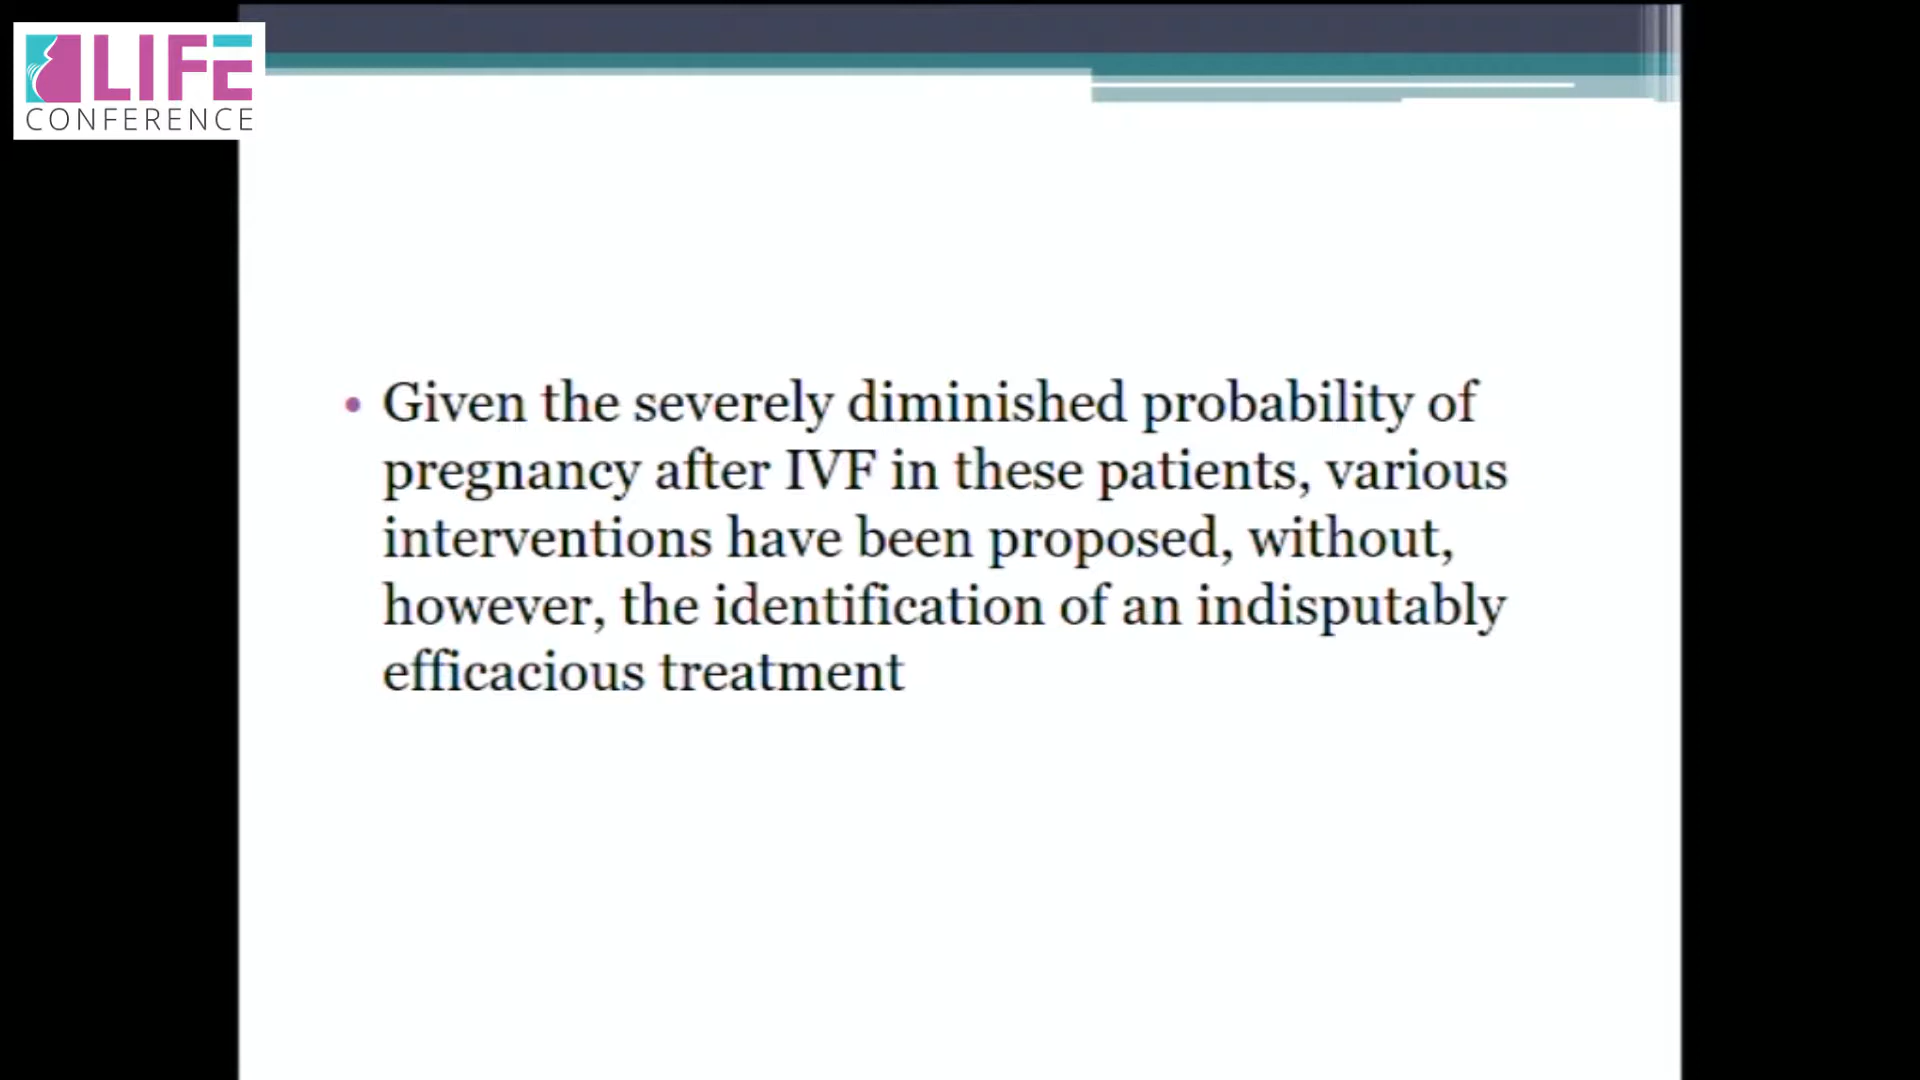 LIFE
CONFERENCE
• Given the severely diminished probability of
pregnancy after IVF in these patients, various
interventions have been proposed, without,
however, the identification of an indisputably
efficacious treatment